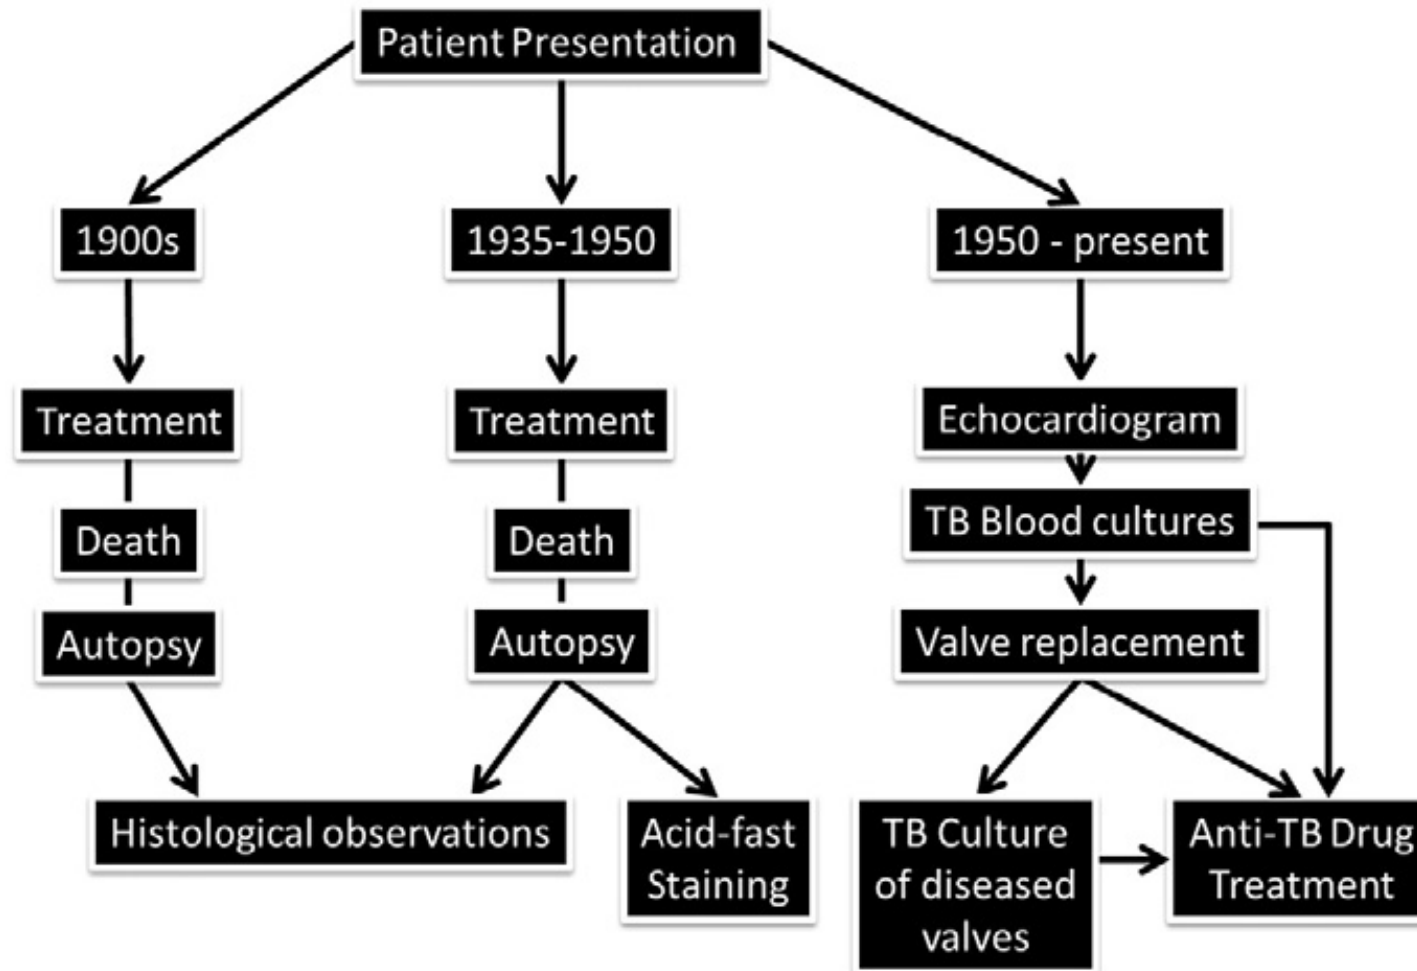 Patient Presentation
1900s
1935-1950
1950 - present
Treatment
Treatment
Echocardiogram
Death
Death
TB Blood cultures
Autopsy
Autopsy
Valve replacement
Histological observations
Acid-fast
Staining
TB Culture
of diseased
valves
Anti-TB Drug
Treatment